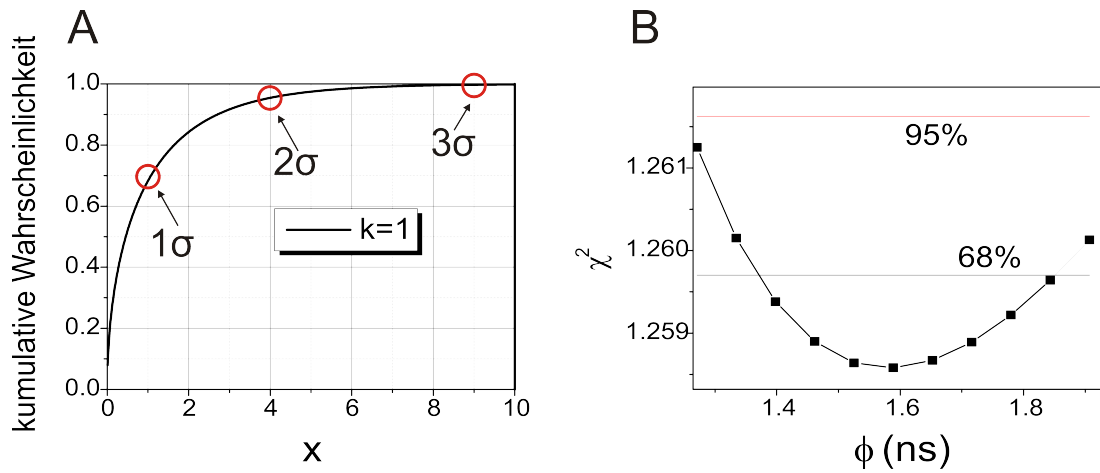 A
kumulative Wahrscheinlichkeit
1.0
0.8
0.6
0.4
0.2
0.0
0
2
4
6
8
10
x
1σ
2σ
3σ
k=1
B
χ²
1.261
1.260
1.259
1.4
1.6
1.8
ϕ (ns)
95%
68%